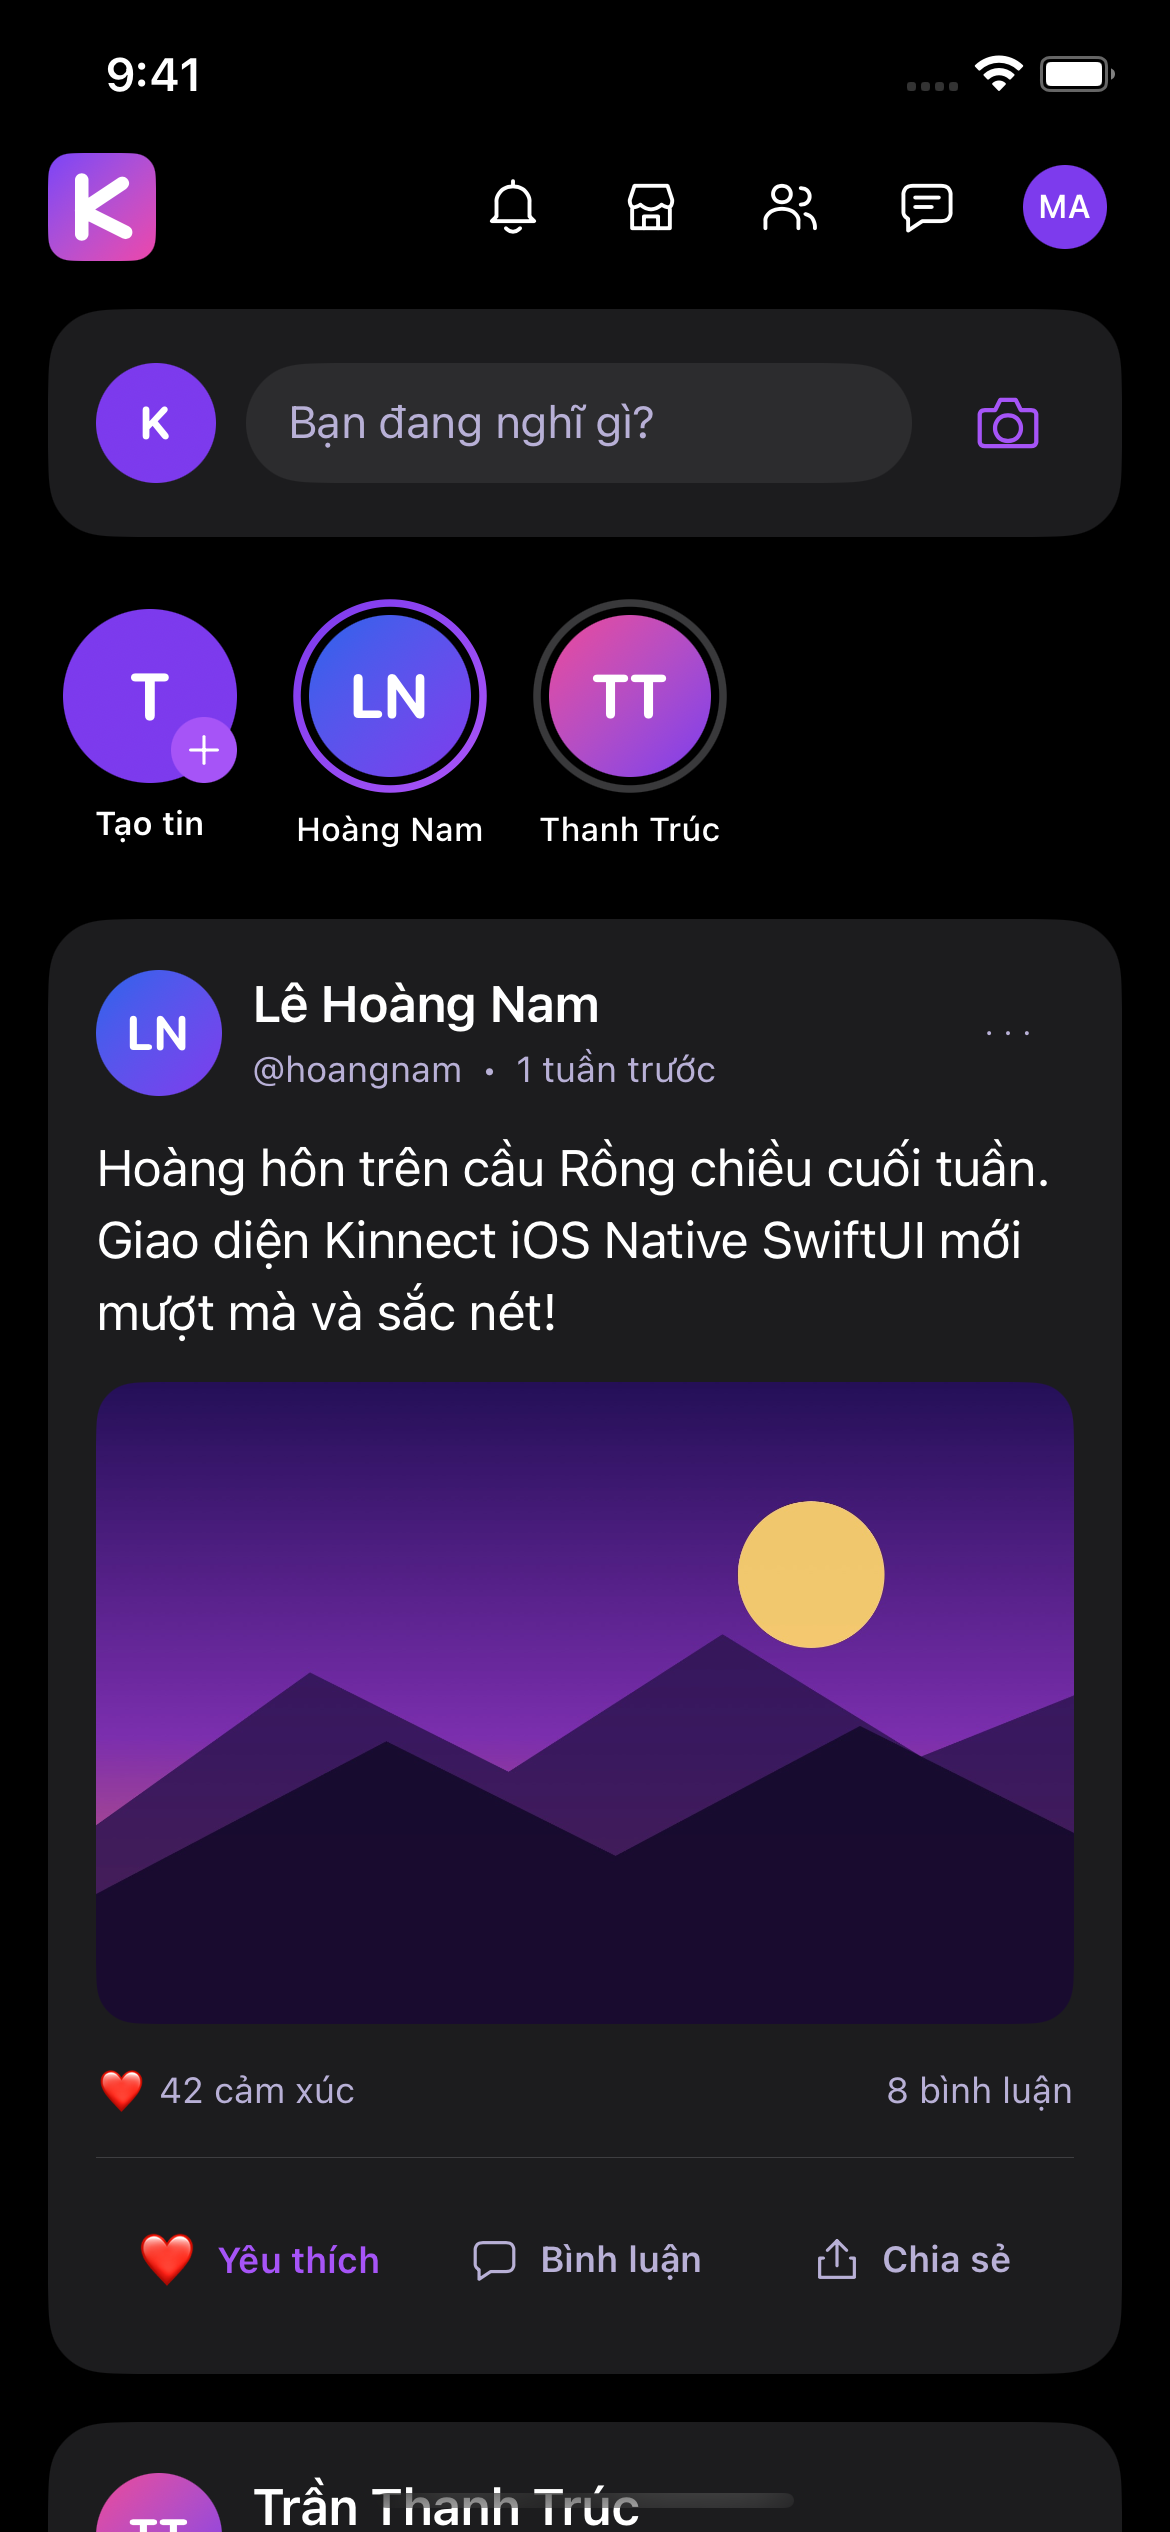 9:41
K
MA
K
Bạn đang nghĩ gì?
T
LN
TT
Tạo tin
Hoàng Nam
Thanh Trúc
LN
Lê Hoàng Nam
@hoangnam • 1 tuần trước
Hoàng hôn trên cầu Rồng chiều cuối tuần.
Giao diện Kinnect iOS Native SwiftUI mới
mượt mà và sắc nét!
42 cảm xúc
8 bình luận
Yêu thích
Bình luận
Chia sẻ
TT
Trần Thanh Trúc